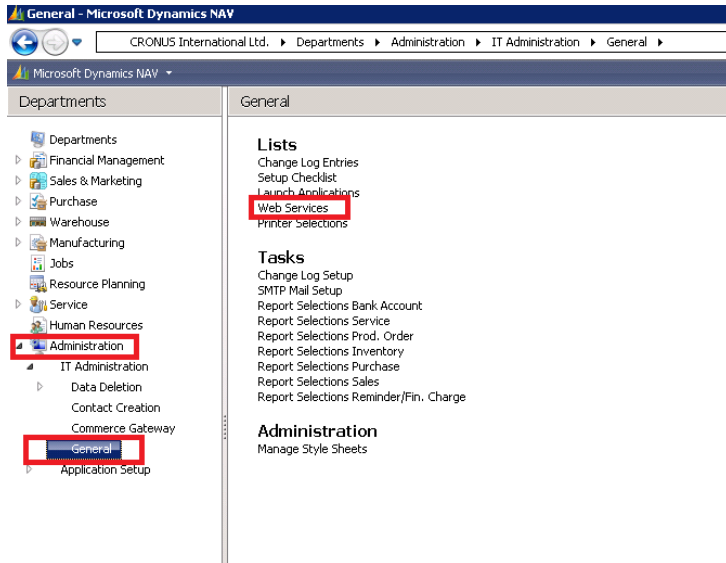 General - Microsoft Dynamics NAV
CRONUS International Ltd. Departments Administration IT Administration General
Microsoft Dynamics NAV
Departments
General
Departments
Financial Management
Sales & Marketing
Purchase
Warehouse
Manufacturing
Jobs
Resource Planning
Service
Human Resources
Administration
IT Administration
Data Deletion
Contact Creation
Commerce Gateway
General
Application Setup
Lists
Change Log Entries
Setup Checklist
Launch Applications
Web Services
Printer Selections
Tasks
Change Log Setup
SMTP Mail Setup
Report Selections Bank Account
Report Selections Service
Report Selections Prod. Order
Report Selections Inventory
Report Selections Purchase
Report Selections Sales
Report Selections Reminder/Fin. Charge
Administration
Manage Style Sheets